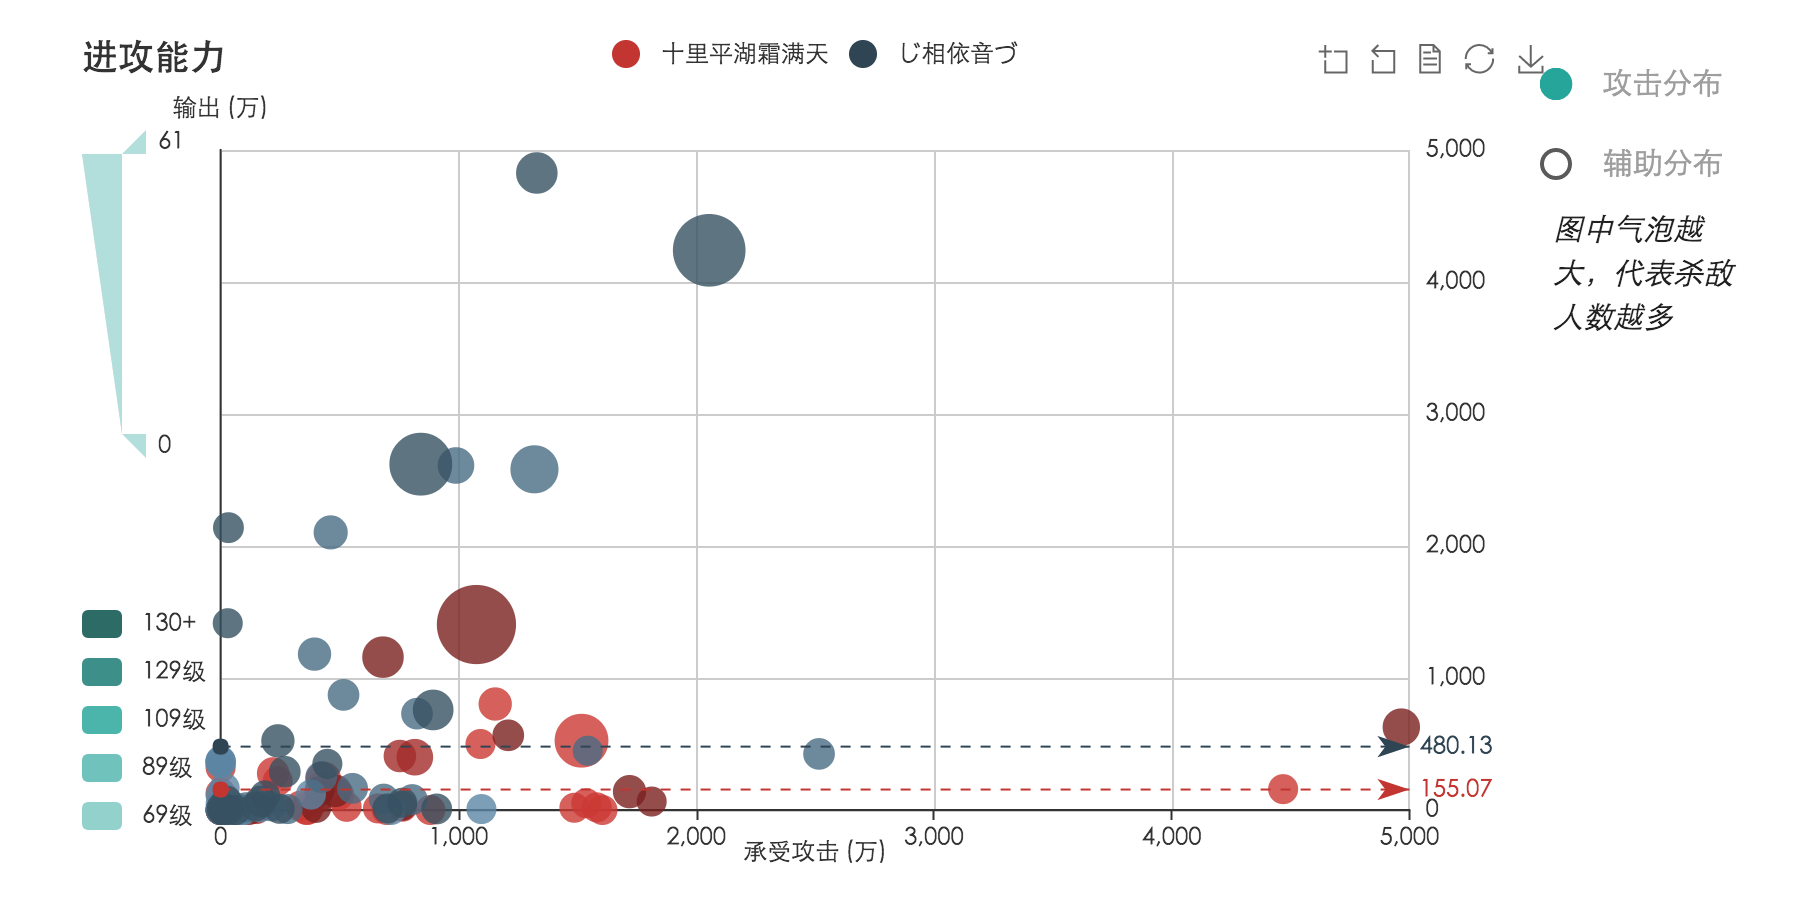 进攻能力
十里平湖霜满天
じ相依音づ
攻击分布
辅助分布
图中气泡越
大，代表杀敌
人数越多
输出 (万)
61
0
130+
129级
109级
89级
69级
5,000
4,000
3,000
2,000
1,000
480.13
155.07
0
0
1,000
2,000
3,000
4,000
5,000
承受攻击 (万)